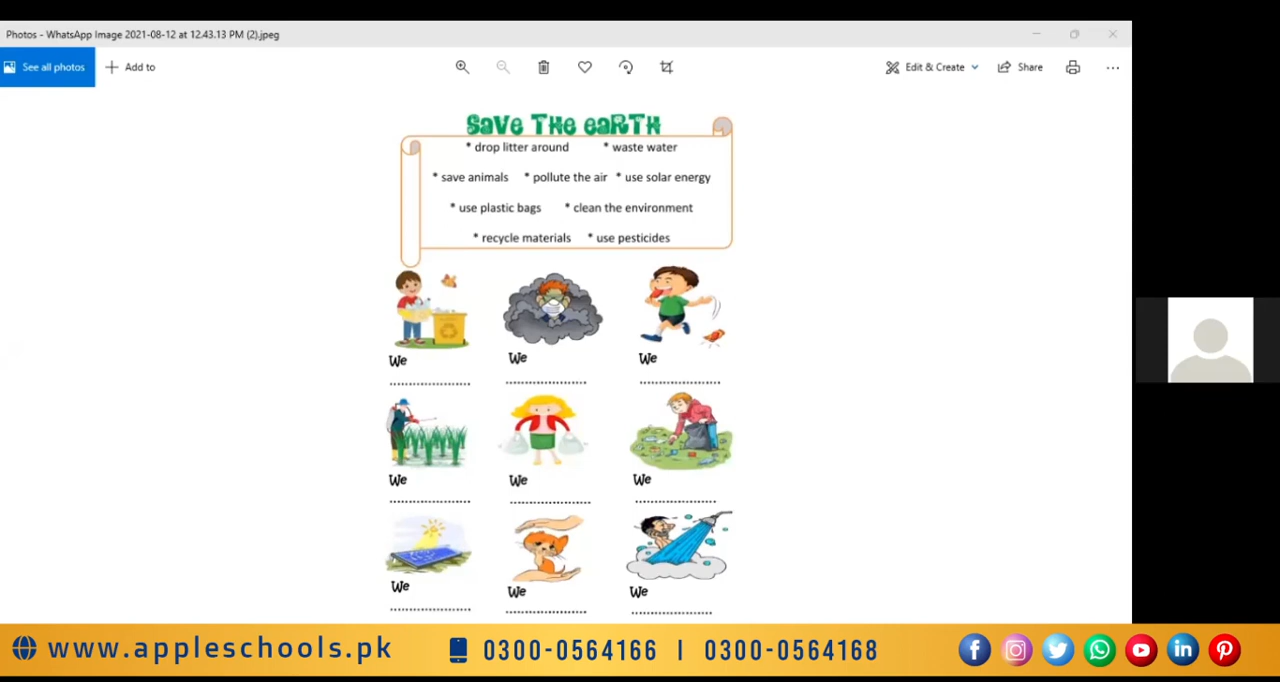 Photos - WhatsApp Image 2021-08-12 at 12.43.13 PM (2).jpeg
See all photos + Add to Edit & Create Share
SAVE THE EARTH
* drop litter around * waste water
* save animals * pollute the air * use solar energy
* use plastic bags * clean the environment
* recycle materials * use pesticides
We We We
.................... .................... ....................
We We We
.................... .................... ....................
We We We
.................... .................... ....................
www.appleschools.pk 0300-0564166 | 0300-0564168